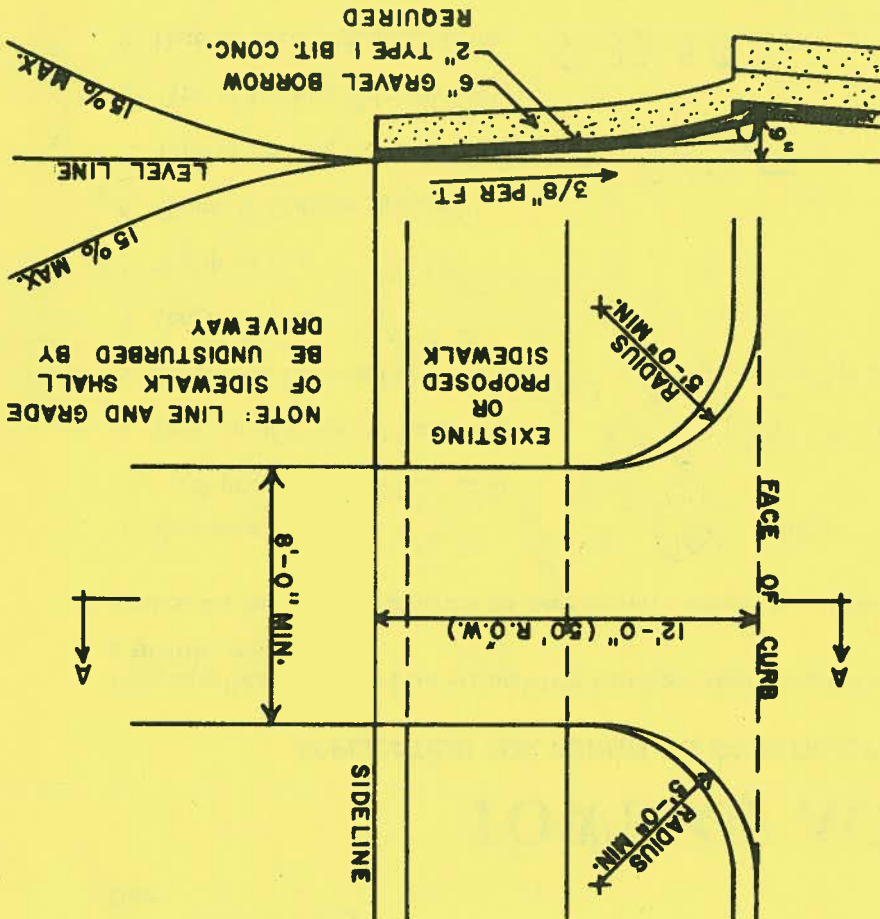 RADIUS
5'-0" MIN.
SIDELINE
A
A
12'-0" (50' R.O.W.)
8'-0" MIN.
FACE OF CURB
EXISTING
OR
PROPOSED
SIDEWALK
NOTE: LINE AND GRADE
OF SIDEWALK SHALL
BE UNDISTURBED BY
DRIVEWAY
RADIUS
5'-0" MIN.
3/8" PER FT.
15% MAX.
LEVEL LINE
15% MAX.
6"
6" GRAVEL BORROW
2" TYPE I BIT. CONC.
REQUIRED